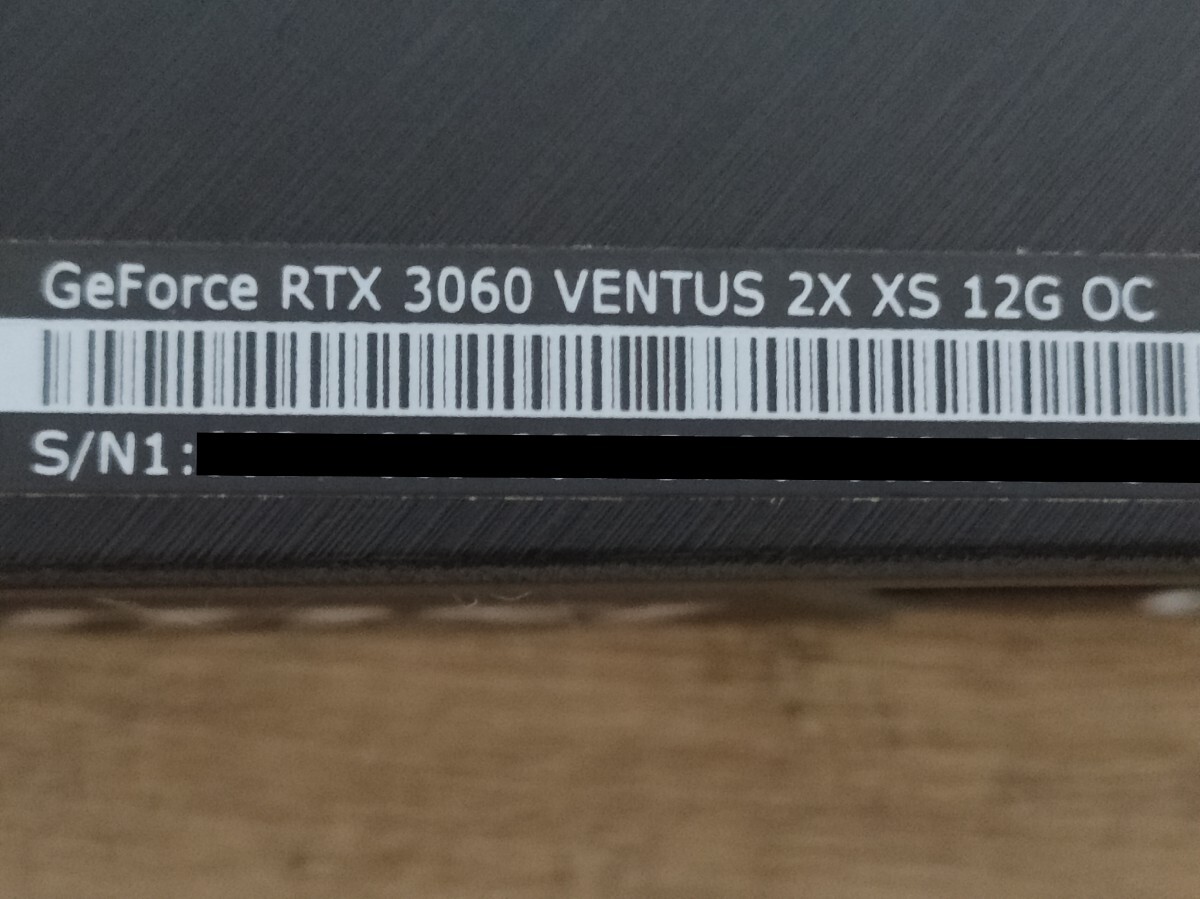 GeForce RTX 3060 VENTUS 2X XS 12G OC
S/N1: